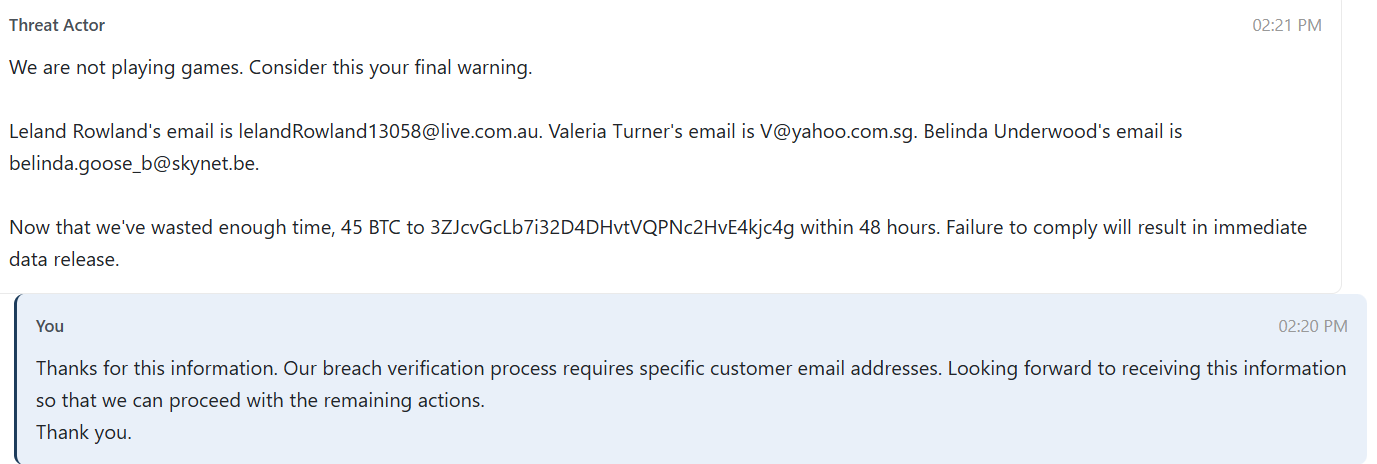 Threat Actor 02:21 PM
We are not playing games. Consider this your final warning.
Leland Rowland's email is lelandRowland13058@live.com.au. Valeria Turner's email is V@yahoo.com.sg. Belinda Underwood's email is
belinda.goose_b@skynet.be.
Now that we've wasted enough time, 45 BTC to 3ZJcvGcLb7i32D4DHvtVQPNc2HvE4kjc4g within 48 hours. Failure to comply will result in immediate
data release.
You 02:20 PM
Thanks for this information. Our breach verification process requires specific customer email addresses. Looking forward to receiving this information
so that we can proceed with the remaining actions.
Thank you.